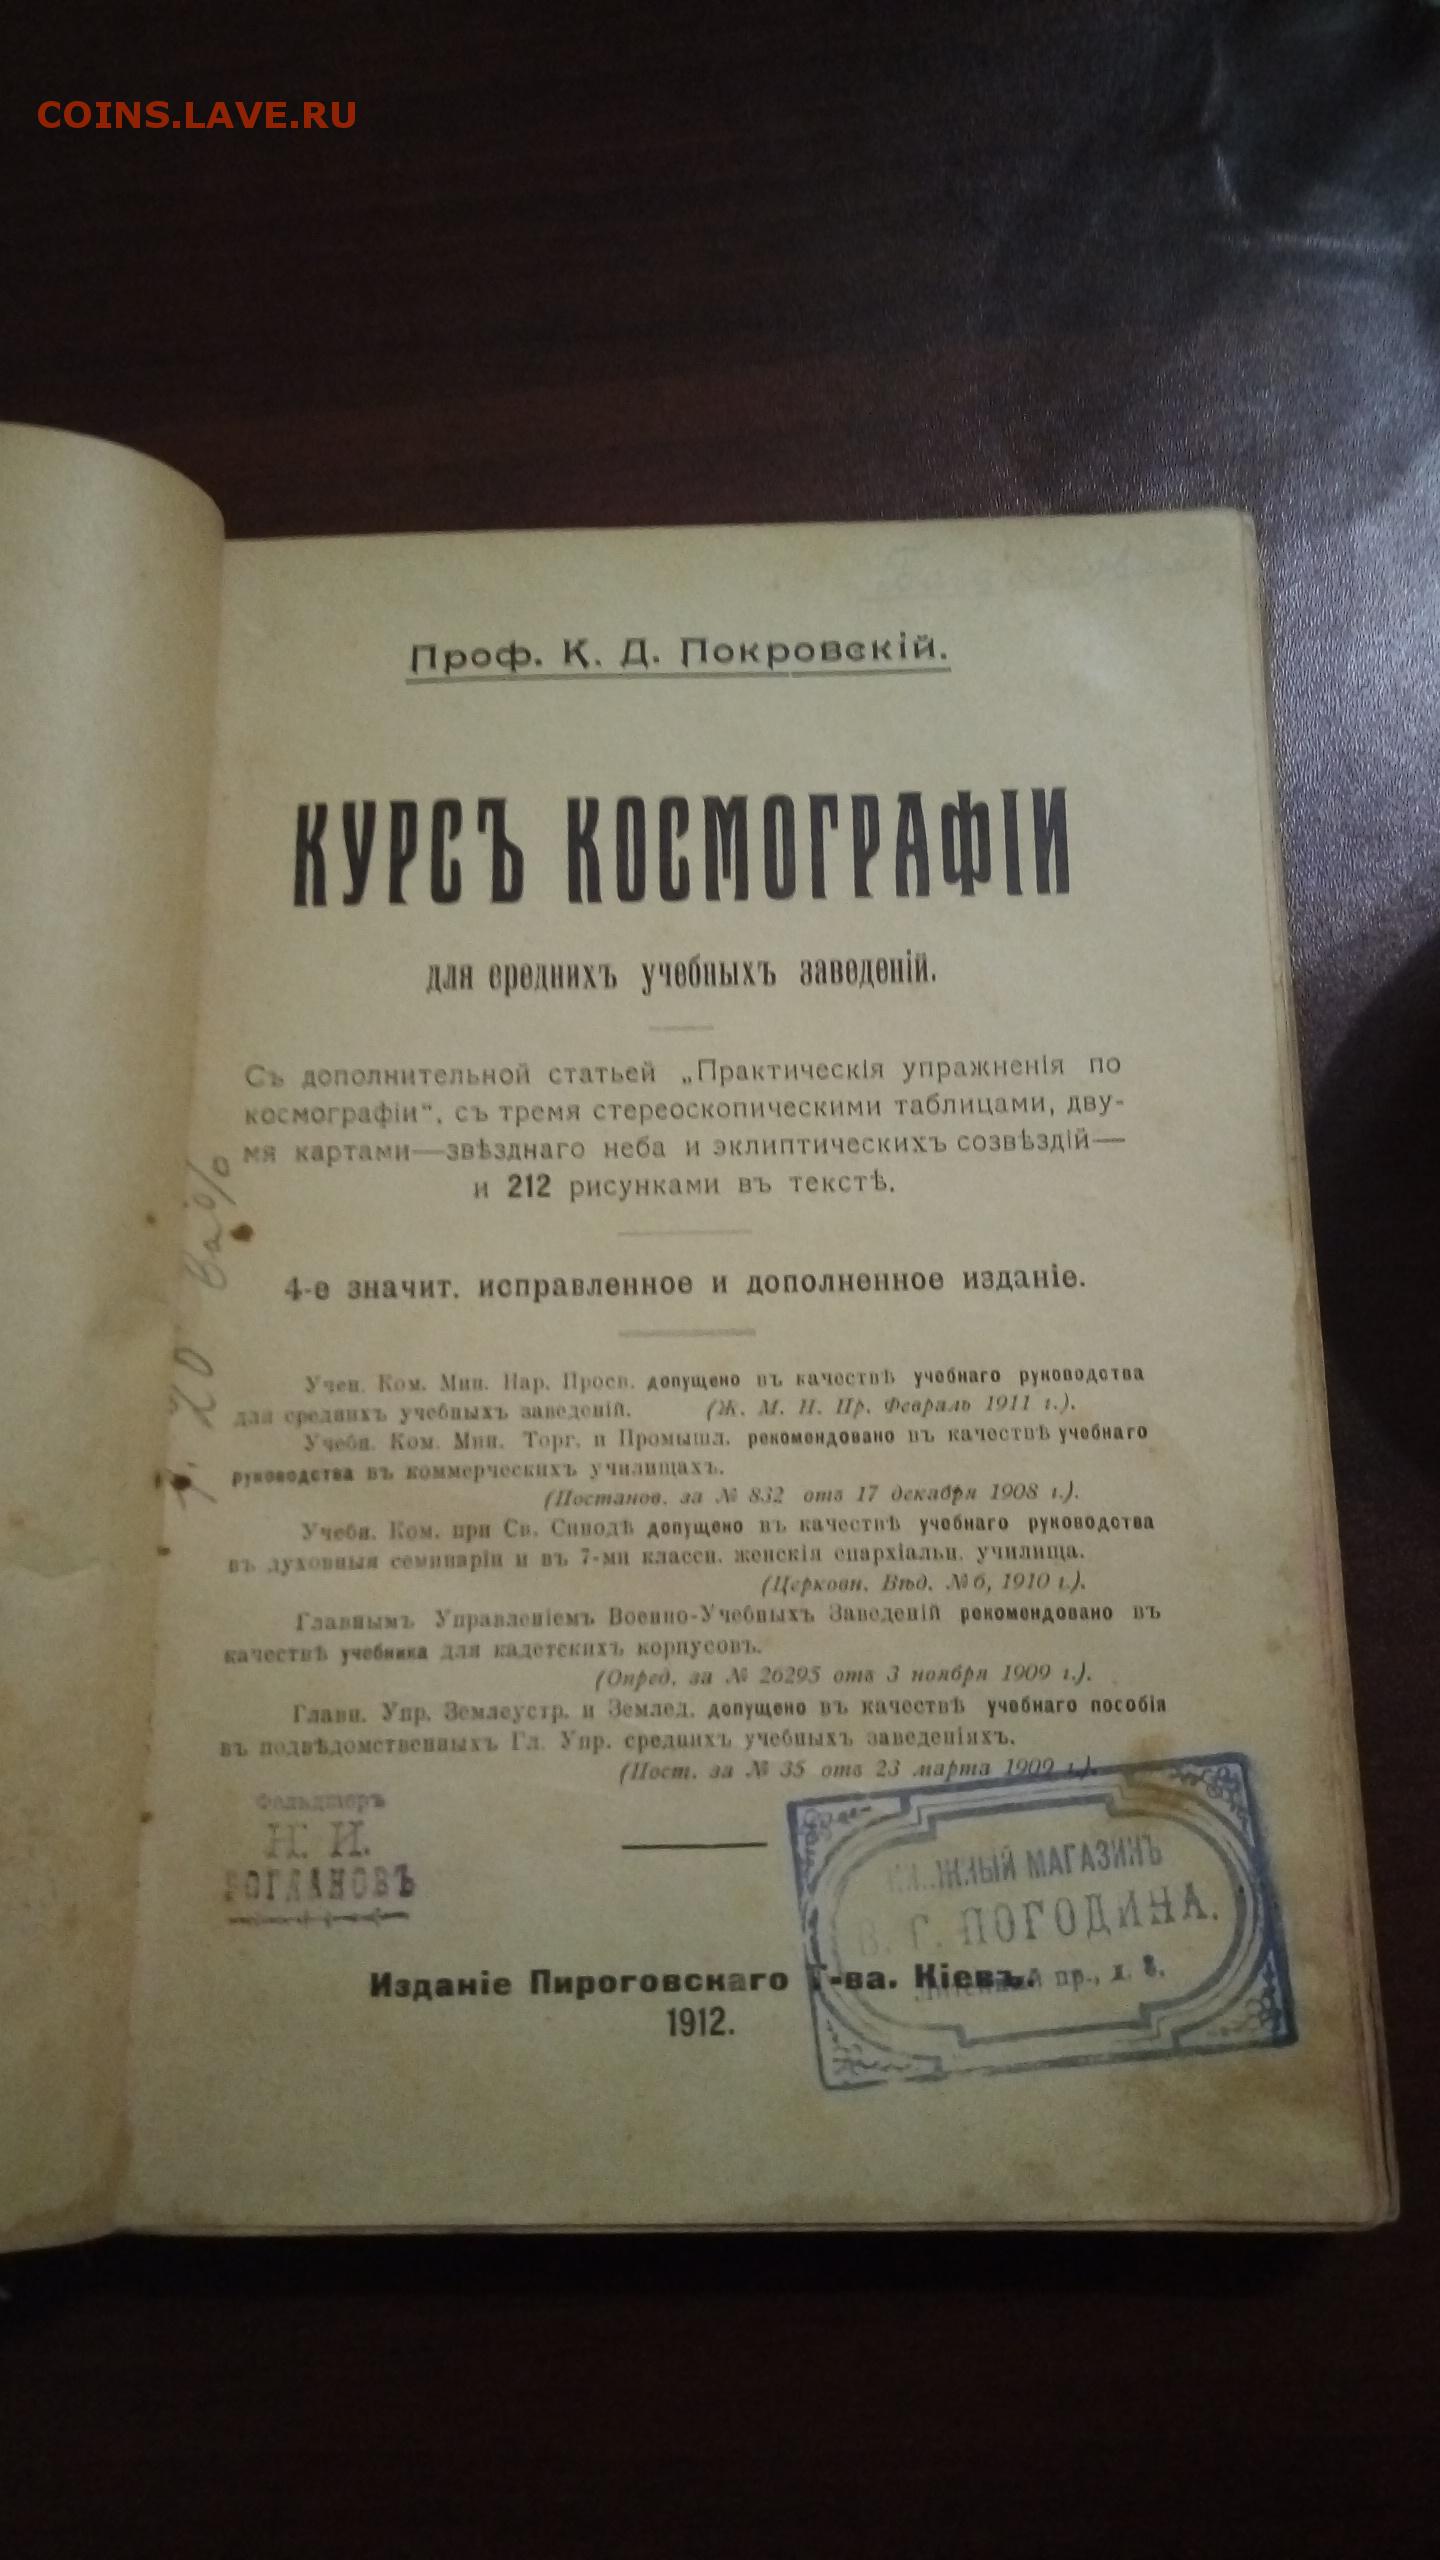 COINS.LAVE.RU
Проф. К. Д. Покровскій.
КУРСЪ КОСМОГРАФІИ
для среднихъ учебныхъ заведеній.
Съ дополнительной статьей „Практическія упражненія по
космографіи“, съ тремя стереоскопическими таблицами, дву-
мя картами—звѣзднаго неба и эклиптическихъ созвѣздій—
и 212 рисунками въ текстѣ.
4-е значит. исправленное и дополненное изданіе.
Учен. Ком. Мин. Нар. Просв. допущено въ качествѣ учебнаго руководства
для среднихъ учебныхъ заведеній. (Ж. М. Н. Пр. Февраль 1911 г.).
Учебн. Ком. Мин. Торг. и Промышл. рекомендовано въ качествѣ учебнаго
руководства въ коммерческихъ училищахъ.
(Постанов. за № 832 отъ 17 декабря 1908 г.).
Учебн. Ком. при Св. Синодѣ допущено въ качествѣ учебнаго руководства
въ духовныя семинаріи и въ 7-ми классн. женскія епархіальн. училища.
(Церковн. Вѣд. № 6, 1910 г.).
Главнымъ Управленіемъ Военно-Учебныхъ Заведеній рекомендовано въ
качествѣ учебника для кадетскихъ корпусовъ.
(Опред. за № 26295 отъ 3 ноября 1909 г.).
Главн. Упр. Землеустр. и Землед. допущено въ качествѣ учебнаго пособія
въ подвѣдомственныхъ Гл. Упр. среднихъ учебныхъ заведеніяхъ.
(Пост. за № 35 отъ 23 марта 1909 г.).
Фельдшеръ
Н. И.
БОГДАНОВЪ
КНИЖНЫЙ МАГАЗИНЪ
В. Г. ПОГОДИНА.
пр., д. 8.
Изданіе Пироговскаго Т-ва. Кіевъ.
1912.